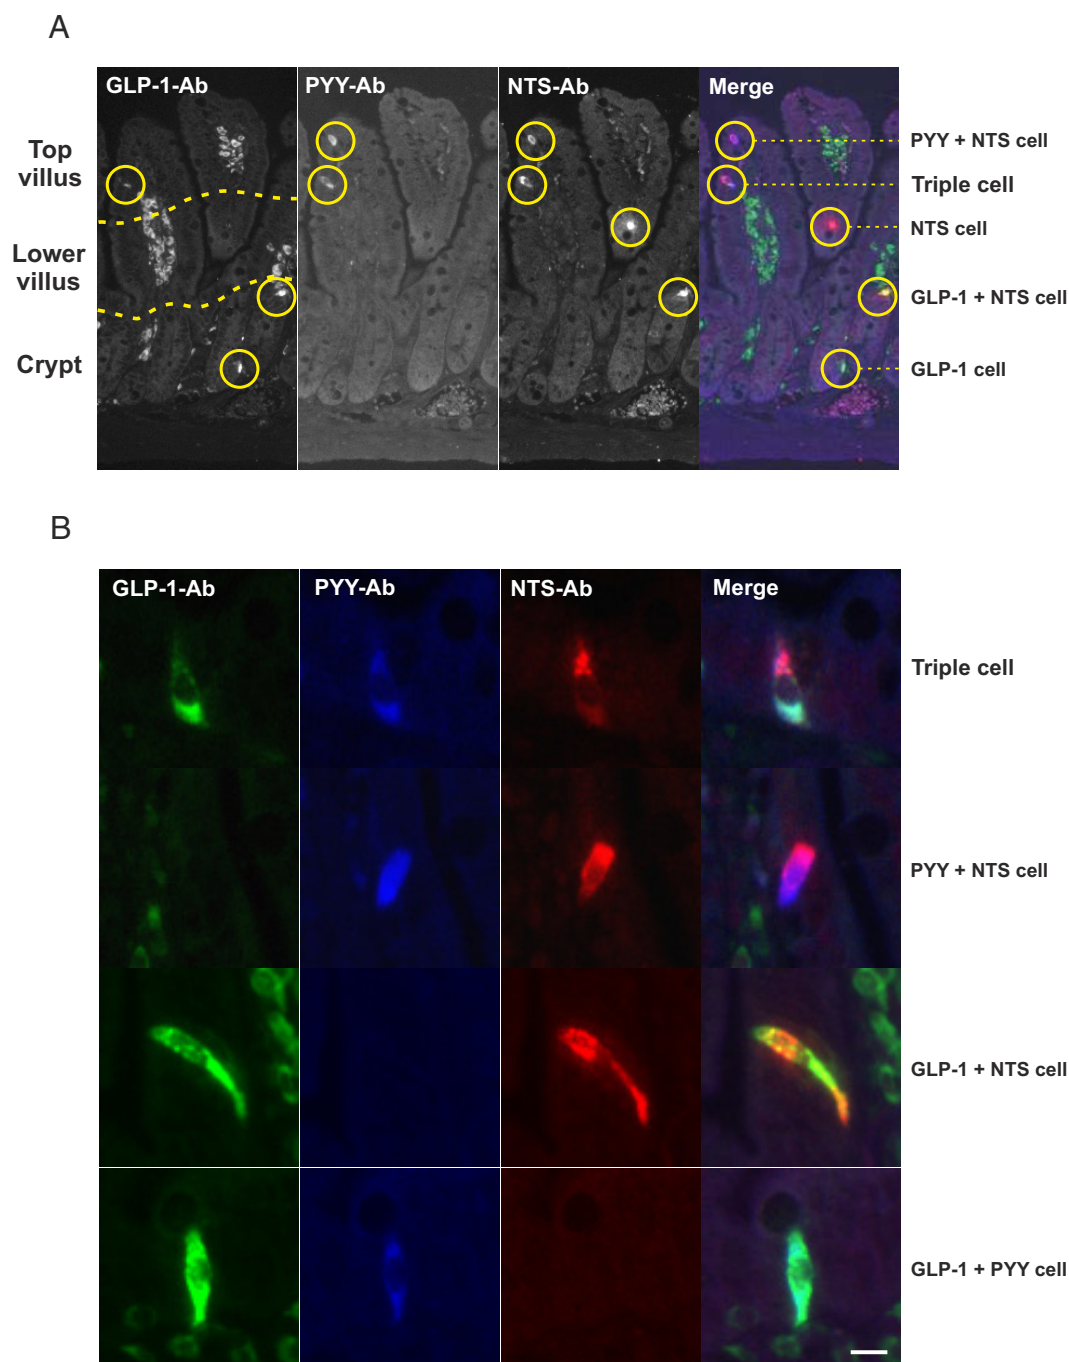 A
GLP-1-Ab
PYY-Ab
NTS-Ab
Merge
Top
villus
Lower
villus
Crypt
PYY + NTS cell
Triple cell
NTS cell
GLP-1 + NTS cell
GLP-1 cell
B
GLP-1-Ab
PYY-Ab
NTS-Ab
Merge
Triple cell
PYY + NTS cell
GLP-1 + NTS cell
GLP-1 + PYY cell